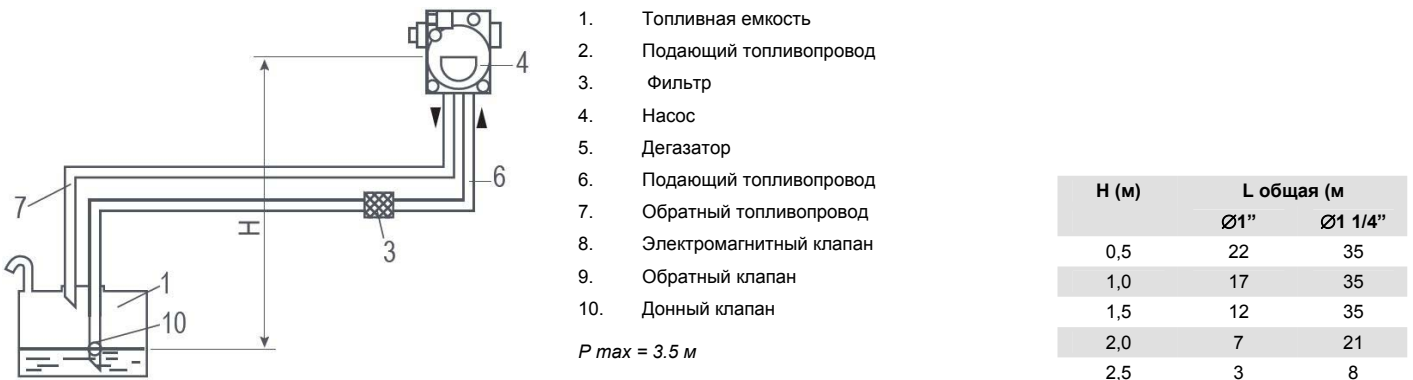 4
6
7
H
3
1
10
1. Топливная емкость
2. Подающий топливопровод
3. Фильтр
4. Насос
5. Дегазатор
6. Подающий топливопровод
7. Обратный топливопровод
8. Электромагнитный клапан
9. Обратный клапан
10. Донный клапан
P max = 3.5 м
H (м) L общая (м
Ø1” Ø1 1/4”
0,5 22 35
1,0 17 35
1,5 12 35
2,0 7 21
2,5 3 8